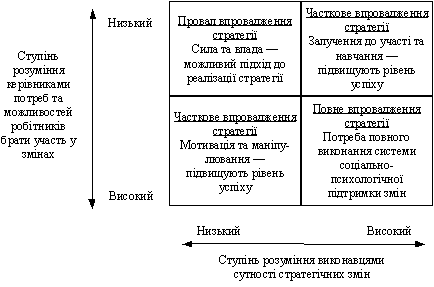 Низький
Ступінь
розуміння
керівниками
потреб та
можливостей
робітників
брати участь у
змінах
Високий
Провал впровадження
стратегії
Сила та влада —
можливий підхід до
реалізації стратегії
Часткове впровадження
стратегії
Залучення до участі та
навчання —
підвищують рівень
успіху
Часткове впровадження
стратегії
Мотивація та маніпу-
лювання —
підвищують рівень
успіху
Повне впровадження
стратегії
Потреба повного
виконання системи
соціально-
психологічної
підтримки змін
Низький
Високий
Ступінь розуміння виконавцями
сутності стратегічних змін